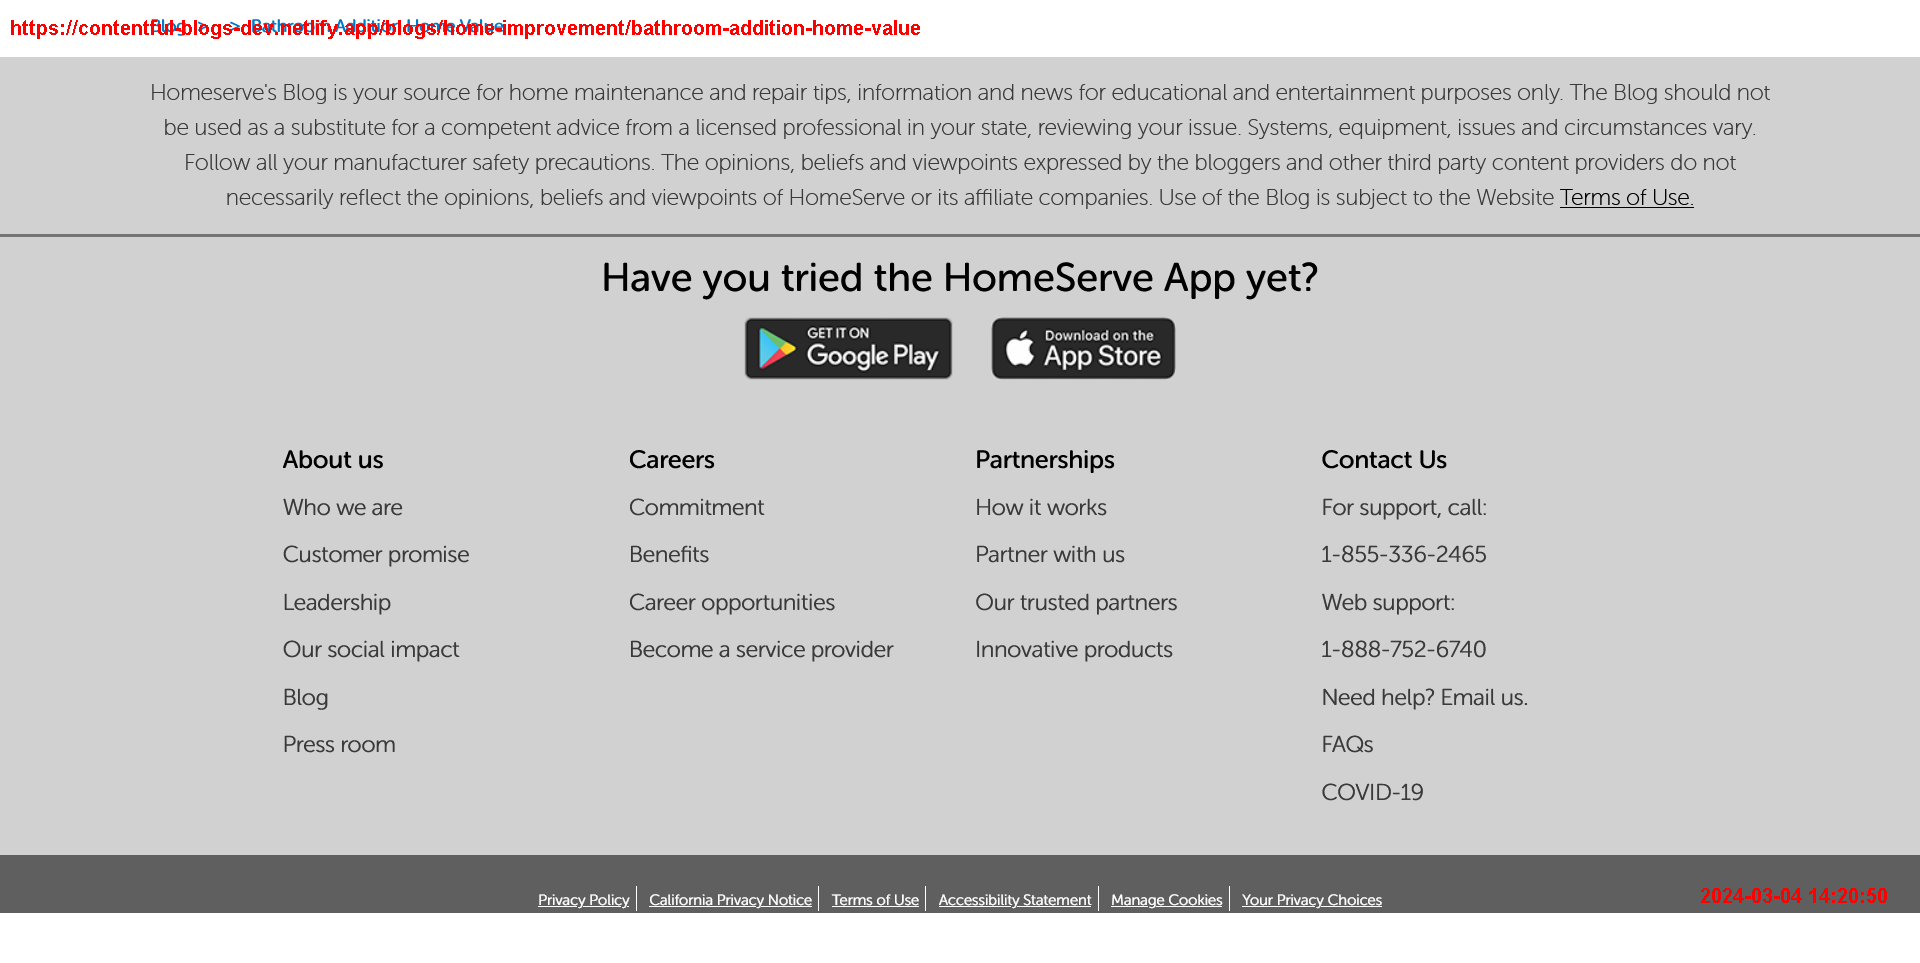 https://contentful-blogs-dev.netlify.app/blogs/home-improvement/bathroom-addition-home-value
Blog > > Bathroom Addition Home Value
Homeserve's Blog is your source for home maintenance and repair tips, information and news for educational and entertainment purposes only. The Blog should not
be used as a substitute for a competent advice from a licensed professional in your state, reviewing your issue. Systems, equipment, issues and circumstances vary.
Follow all your manufacturer safety precautions. The opinions, beliefs and viewpoints expressed by the bloggers and other third party content providers do not
necessarily reflect the opinions, beliefs and viewpoints of HomeServe or its affiliate companies. Use of the Blog is subject to the Website Terms of Use.
Have you tried the HomeServe App yet?
GET IT ON
Google Play
Download on the
App Store
About us
Who we are
Customer promise
Leadership
Our social impact
Blog
Press room
Careers
Commitment
Benefits
Career opportunities
Become a service provider
Partnerships
How it works
Partner with us
Our trusted partners
Innovative products
Contact Us
For support, call:
1-855-336-2465
Web support:
1-888-752-6740
Need help? Email us.
FAQs
COVID-19
Privacy Policy California Privacy Notice Terms of Use Accessibility Statement Manage Cookies Your Privacy Choices
2024-03-04 14:20:50